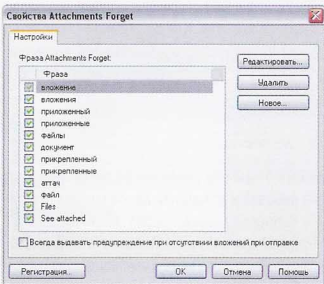 Свойства Attachments Forget
Настройки
Фраза Attachments Forget:
Фраза
вложение
вложения
приложенный
приложенные
файлы
документ
прикрепленный
прикрепленные
аттач
файл
Files
See attached
Редактировать...
Удалить
Новое...
Всегда выдавать предупреждение при отсутствии вложений при отправке
Регистрация...
OK
Отмена
Помощь